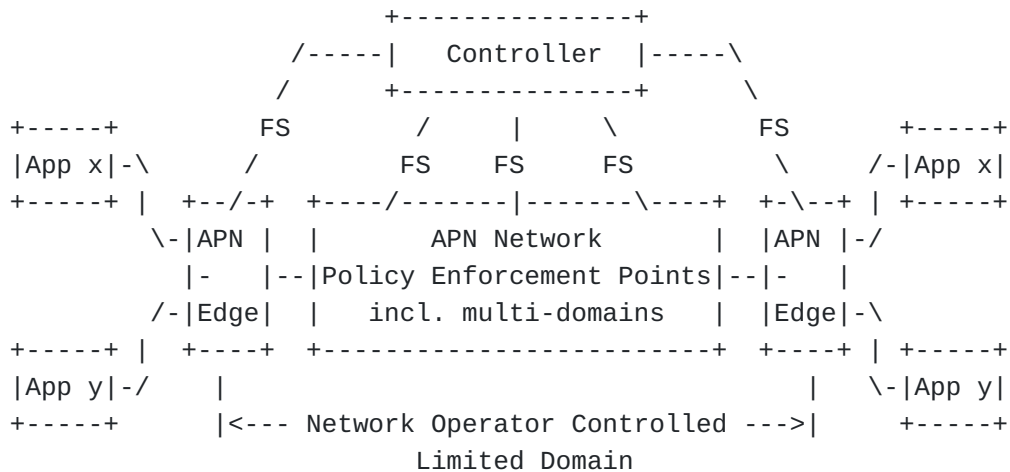 +---------------+
/-----|   Controller  |-----\
/      +---------------+      \
+-----+         FS         /     |     \         FS       +-----+
|App x|-\      /         FS    FS     FS          \     /-|App x|
+-----+ |  +--/-+  +----/-------|-------\----+  +-\--+ | +-----+
\-|APN |  |       APN Network       |  |APN |-/
|-   |--|Policy Enforcement Points|--|-   |
/-|Edge|  |   incl. multi-domains   |  |Edge|-\
+-----+ |  +----+  +-------------------------+  +----+ | +-----+
|App y|-/    |                                    |   \-|App y|
+-----+      |<--- Network Operator Controlled --->|     +-----+
Limited Domain